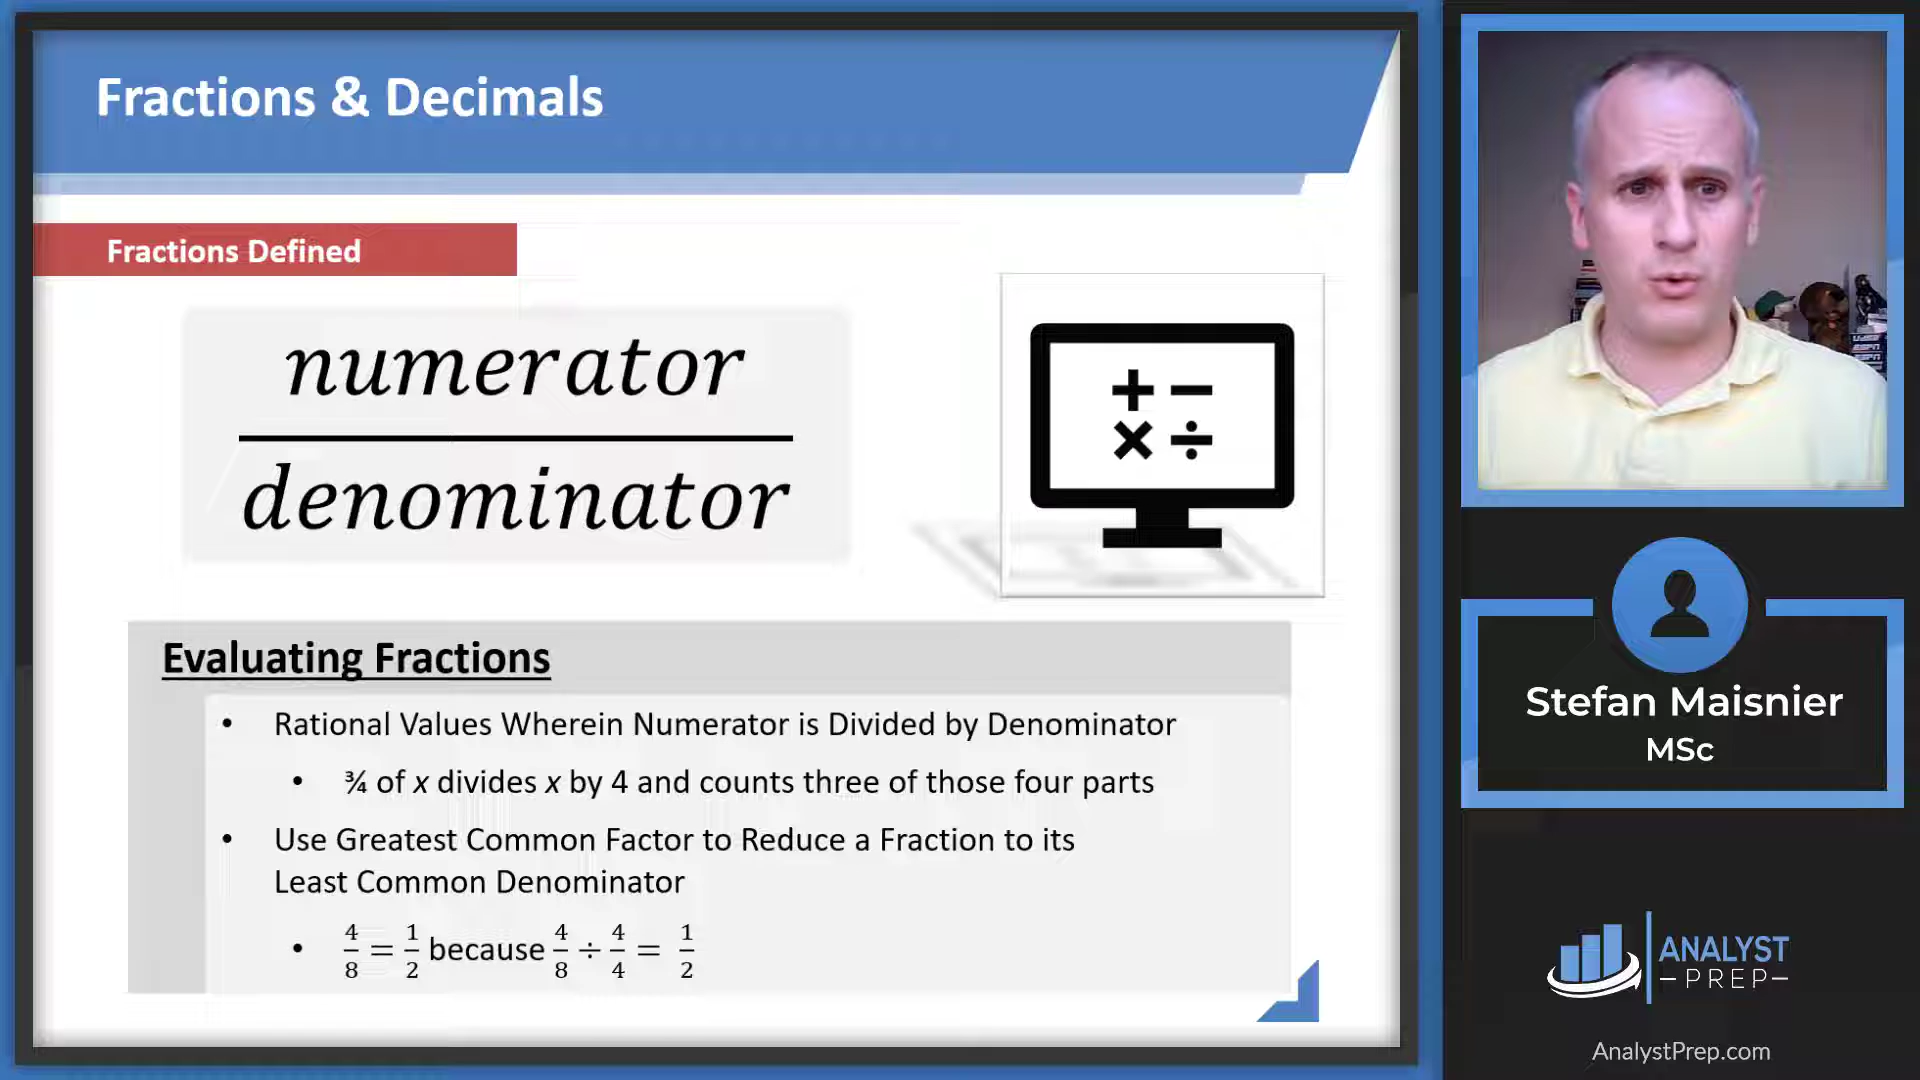 Fractions & Decimals
Fractions Defined
numerator
denominator
+ −
× ÷
Evaluating Fractions
• Rational Values Wherein Numerator is Divided by Denominator
• ¾ of x divides x by 4 and counts three of those four parts
• Use Greatest Common Factor to Reduce a Fraction to its
Least Common Denominator
• 4/8 = 1/2 because 4/8 ÷ 4/4 = 1/2
Stefan Maisnier
MSc
ANALYST
PREP
AnalystPrep.com